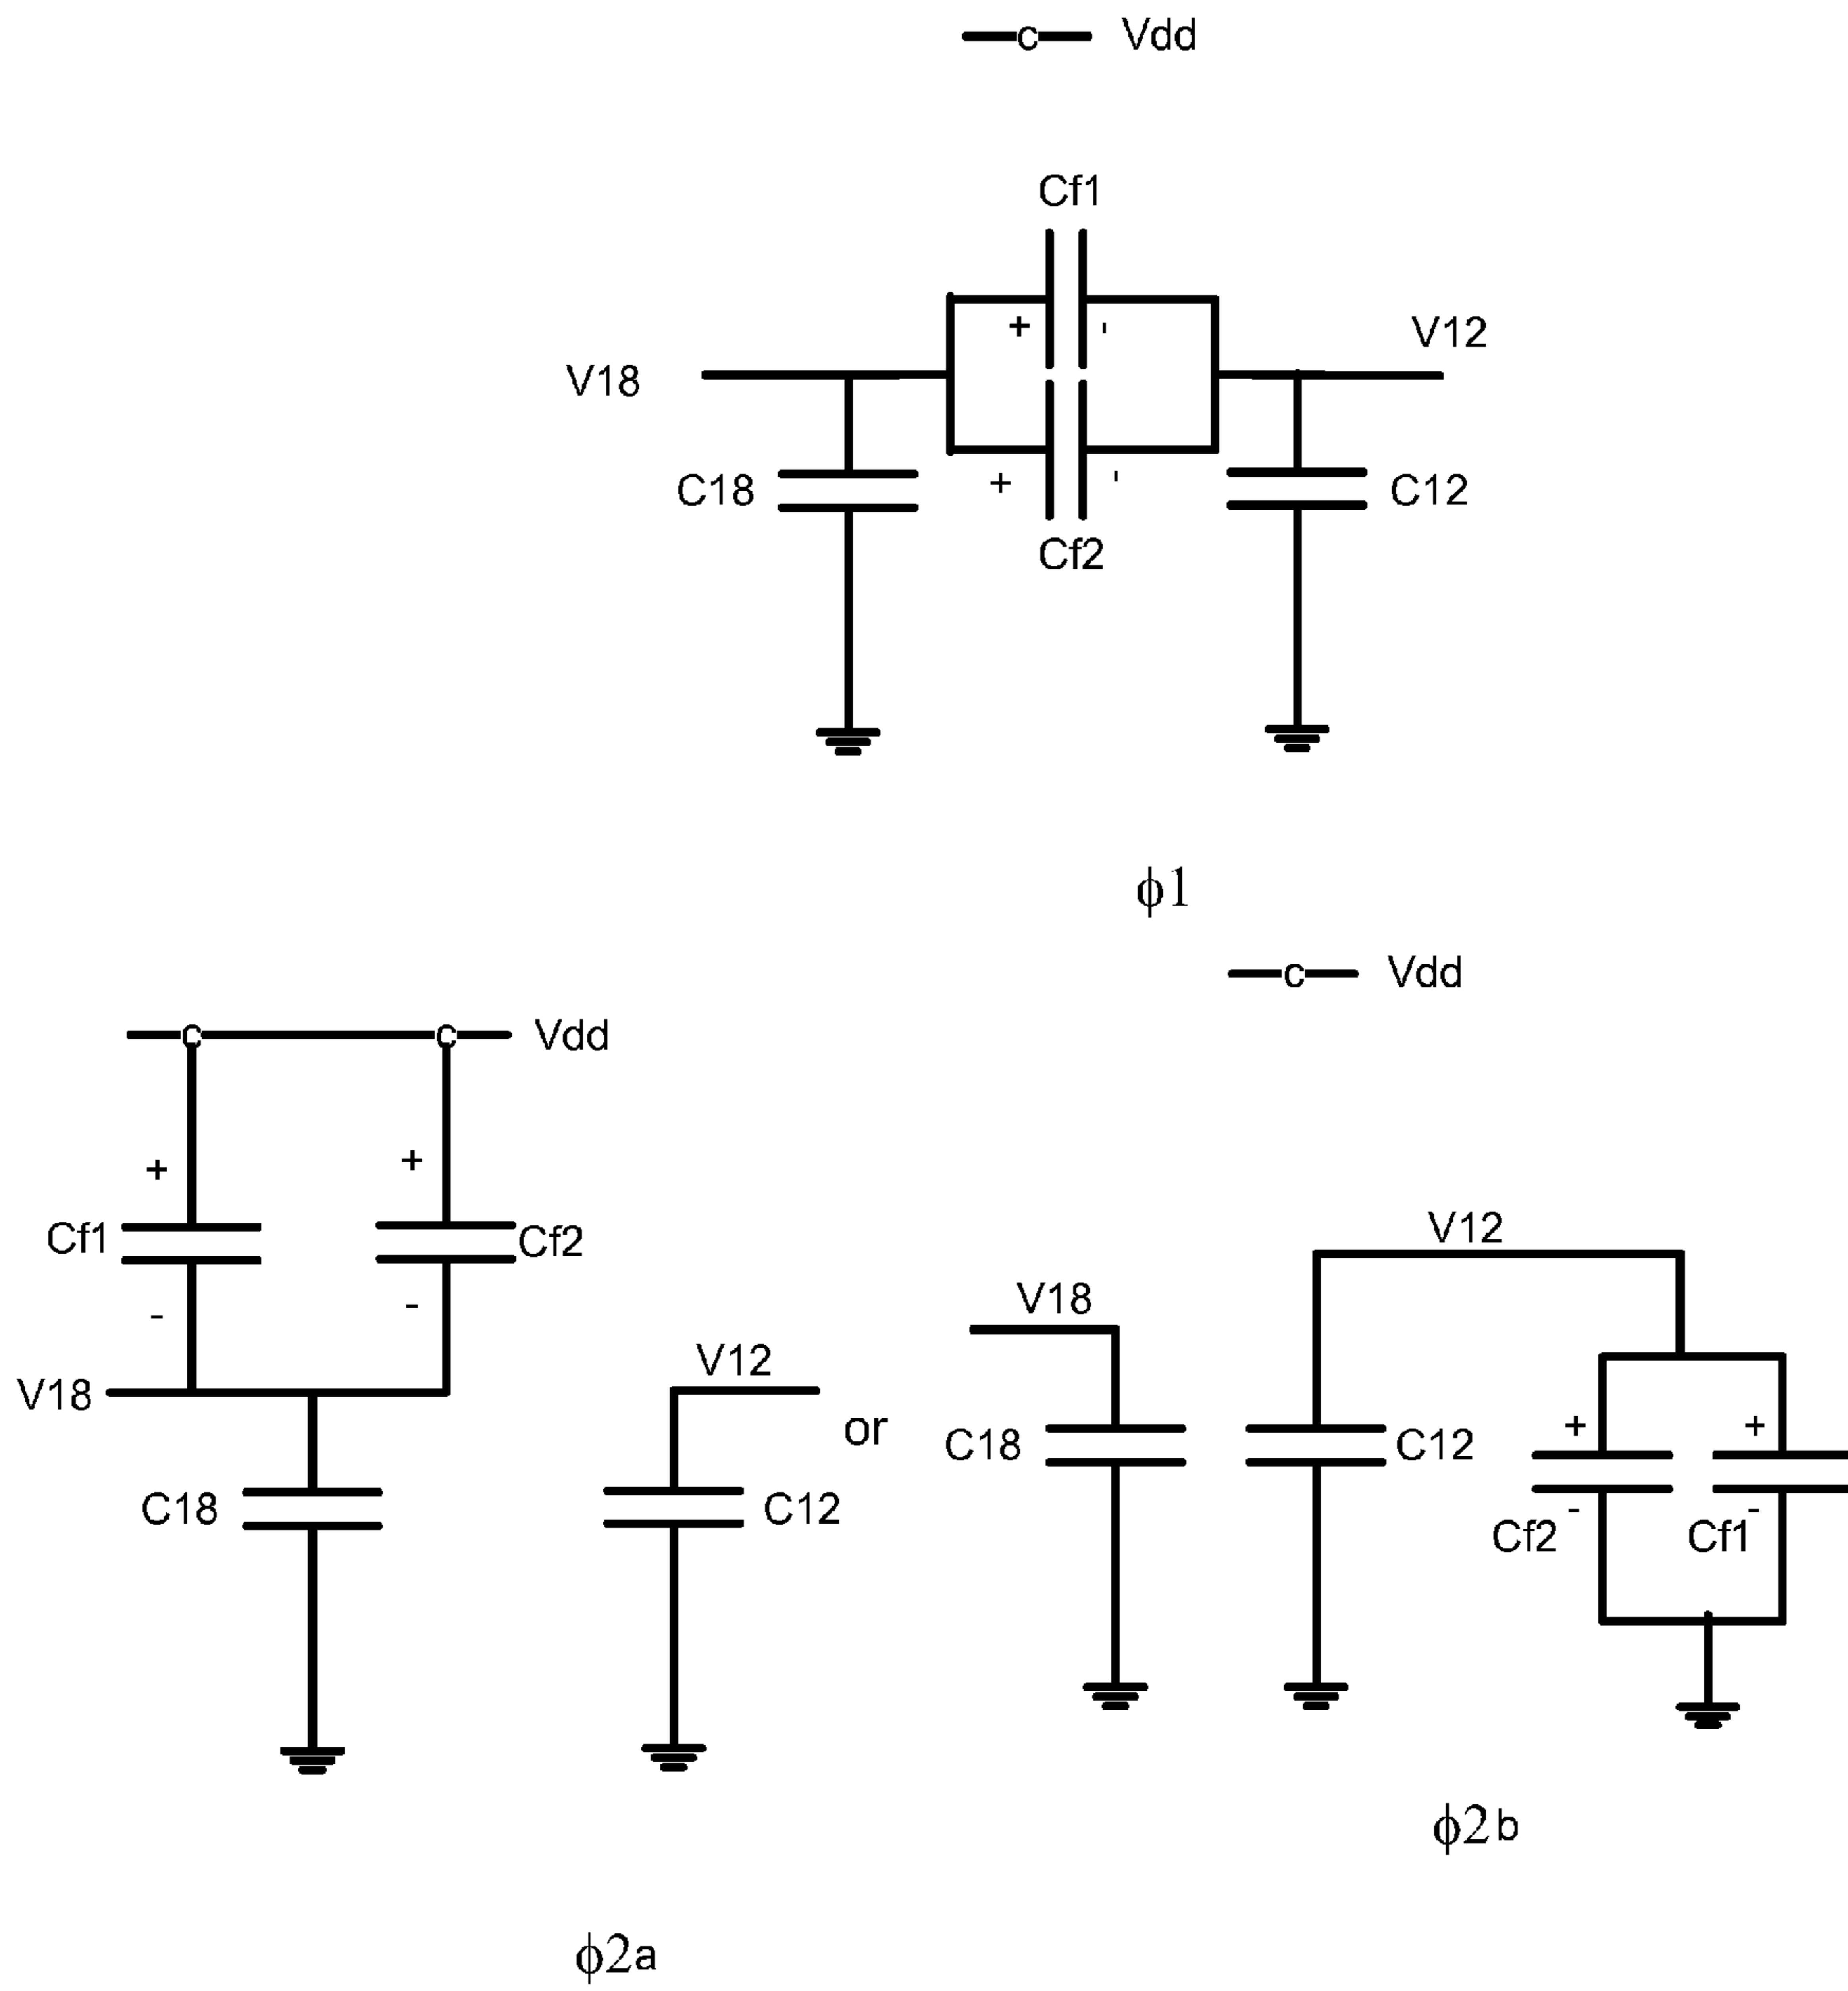 c Vdd
Cf1
+ -
V18
V12
C18
C12
+ -
Cf2
ϕ1
c Vdd
c c Vdd
+ +
Cf1
Cf2
- -
V18
V12
C18
C12
or
V18
V12
C18
C12
+ +
- -
Cf2
Cf1
ϕ2b
ϕ2a